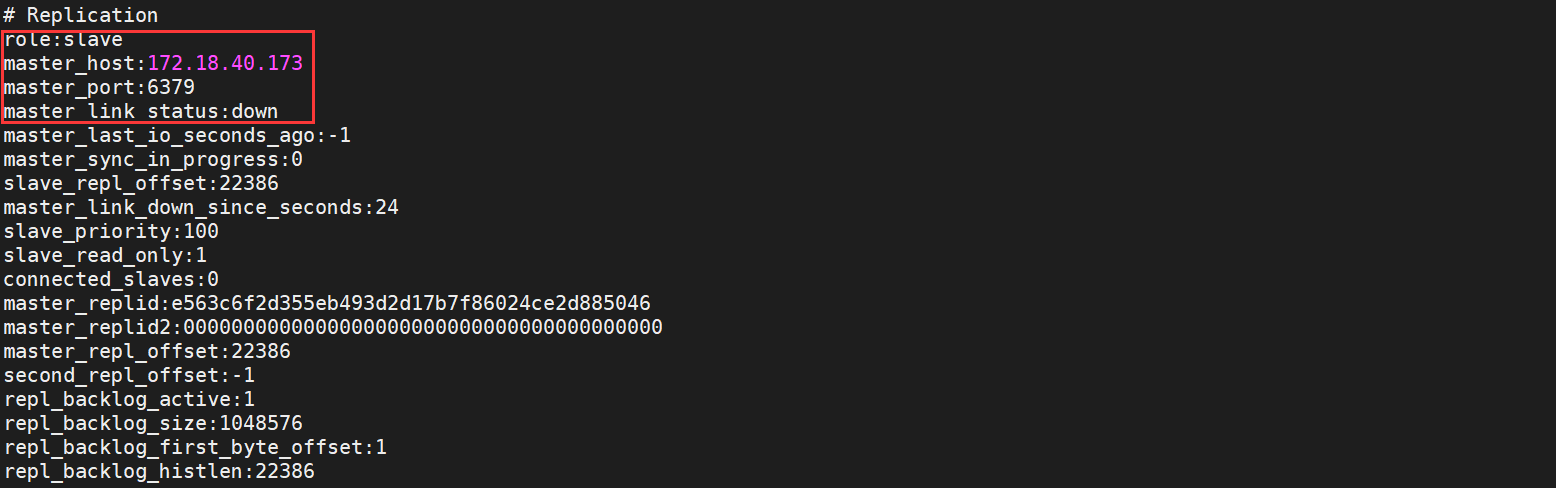 # Replication
role:slave
master_host:172.18.40.173
master_port:6379
master_link_status:down
master_last_io_seconds_ago:-1
master_sync_in_progress:0
slave_repl_offset:22386
master_link_down_since_seconds:24
slave_priority:100
slave_read_only:1
connected_slaves:0
master_replid:e563c6f2d355eb493d2d17b7f86024ce2d885046
master_replid2:0000000000000000000000000000000000000000
master_repl_offset:22386
second_repl_offset:-1
repl_backlog_active:1
repl_backlog_size:1048576
repl_backlog_first_byte_offset:1
repl_backlog_histlen:22386